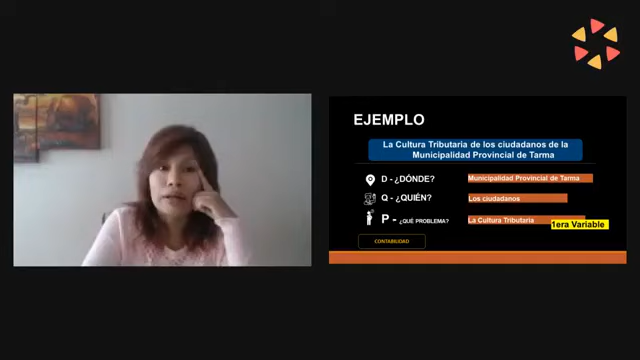 EJEMPLO
La Cultura Tributaria de los ciudadanos de la
Municipalidad Provincial de Tarma
D - ¿DÓNDE?
Municipalidad Provincial de Tarma
Q - ¿QUIÉN?
Los ciudadanos
P - ¿QUÉ PROBLEMA?
La Cultura Tributaria
1era Variable
CONTABILIDAD